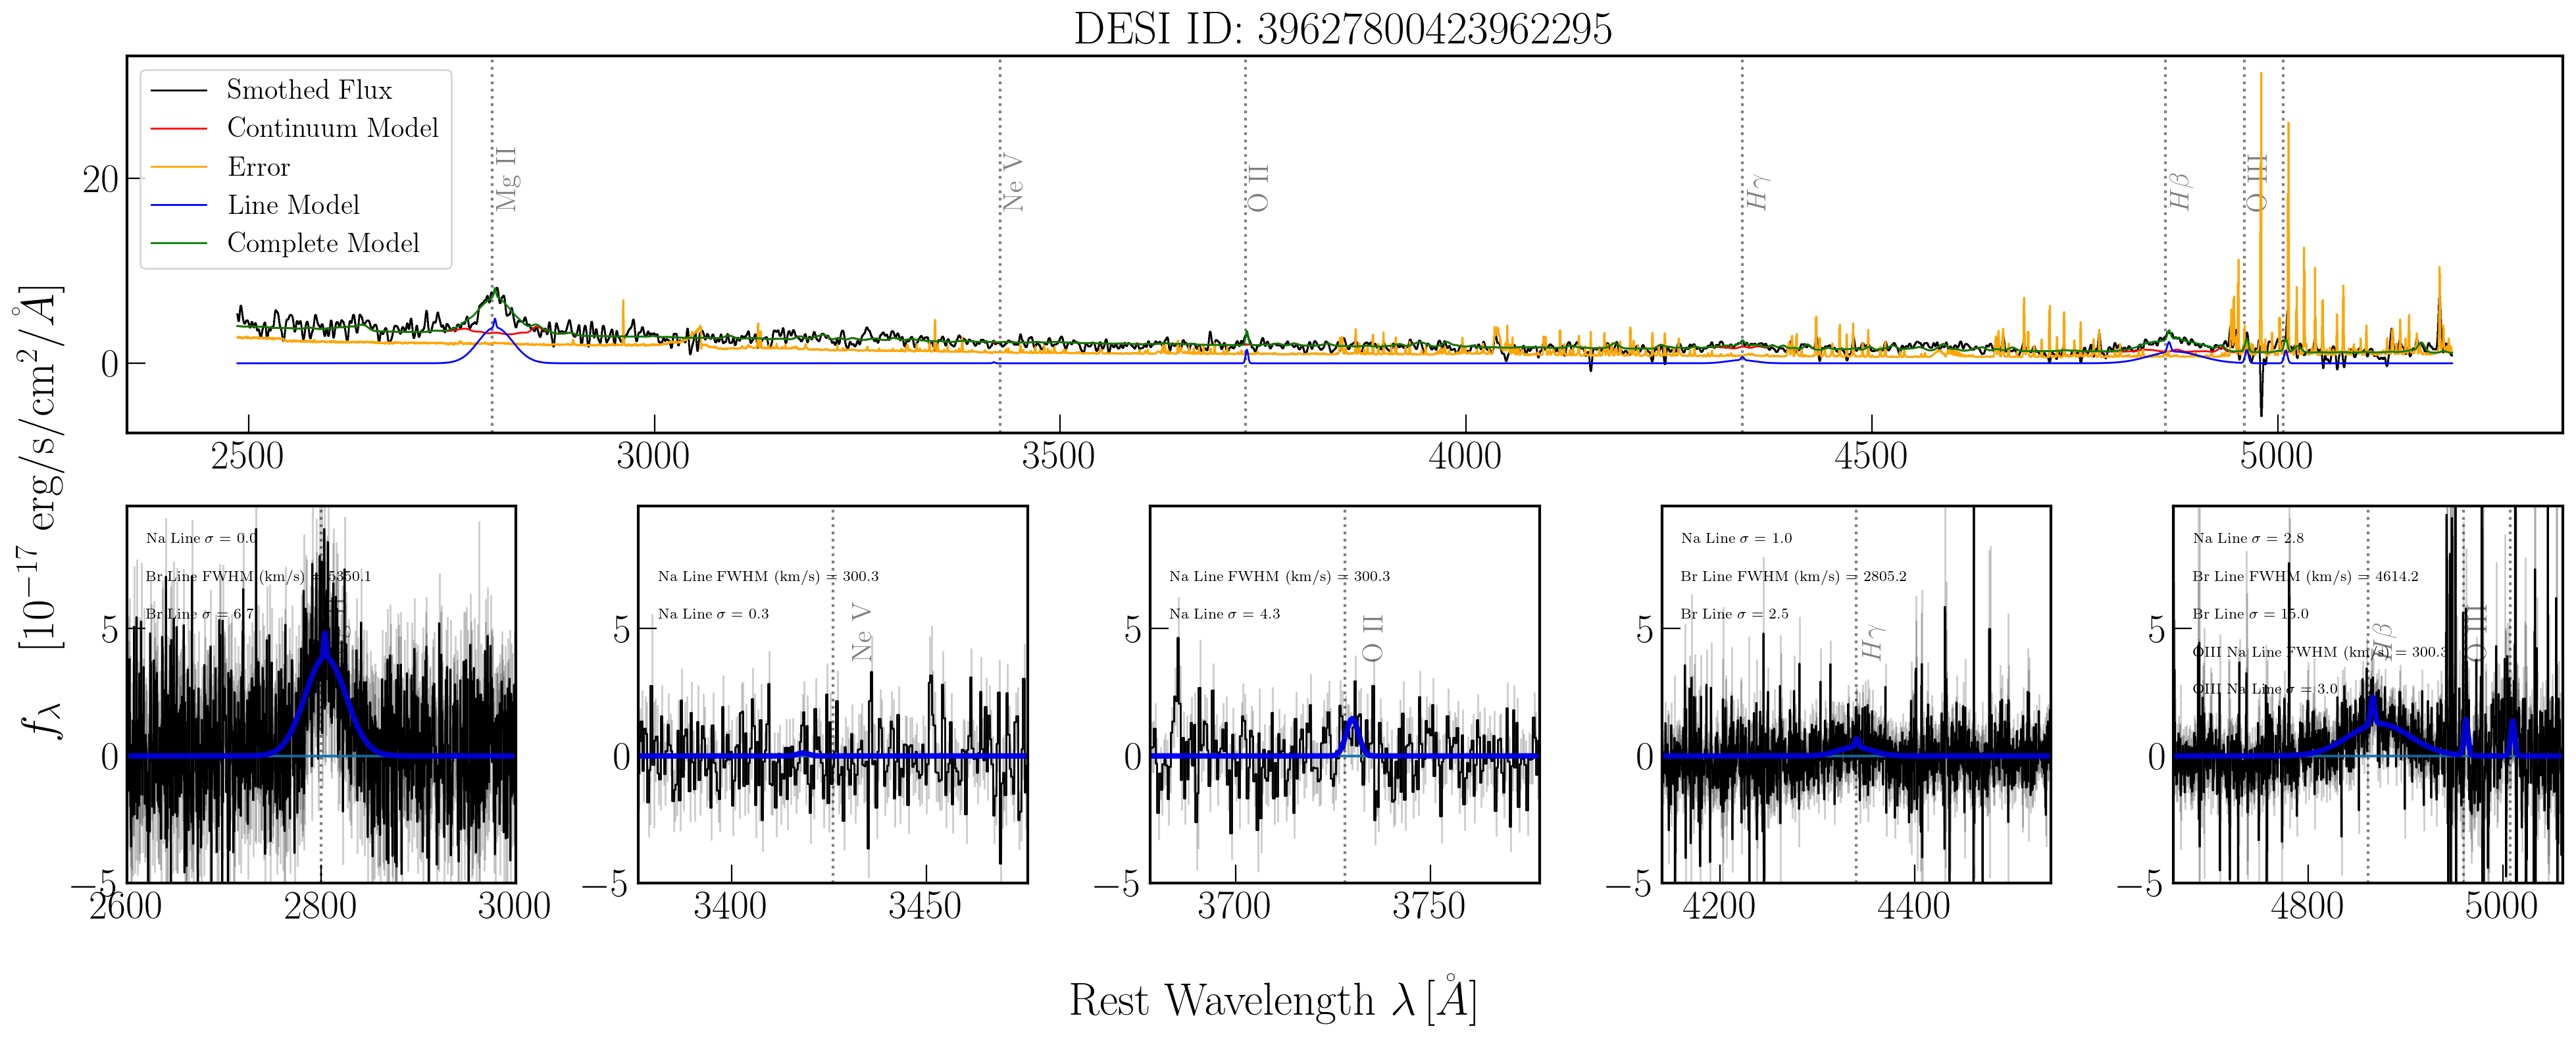 DESI ID: 39627800423962295
Smothed Flux
Continuum Model
Error
Line Model
Complete Model
Mg II
Ne V
O II
Hγ
Hβ
O III
20
0
2500 3000 3500 4000 4500 5000
f_λ [10^{-17} erg/s/cm^2/Å]
Na Line σ = 0.0
Br Line FWHM (km/s) = 5350.1
Br Line σ = 6.7
5
0
−5
2600 2800 3000
Na Line FWHM (km/s) = 300.3
Na Line σ = 0.3
Ne V
5
0
−5
3400 3450
Na Line FWHM (km/s) = 300.3
Na Line σ = 4.3
O II
5
0
−5
3700 3750
Na Line σ = 1.0
Br Line FWHM (km/s) = 2805.2
Br Line σ = 2.5
Hγ
5
0
−5
4200 4400
Na Line σ = 2.8
Br Line FWHM (km/s) = 4614.2
Br Line σ = 15.0
OIII Na Line FWHM (km/s) = 300.3
OIII Na Line σ = 3.0
Hβ
O III
5
0
−5
4800 5000
Rest Wavelength λ [Å]